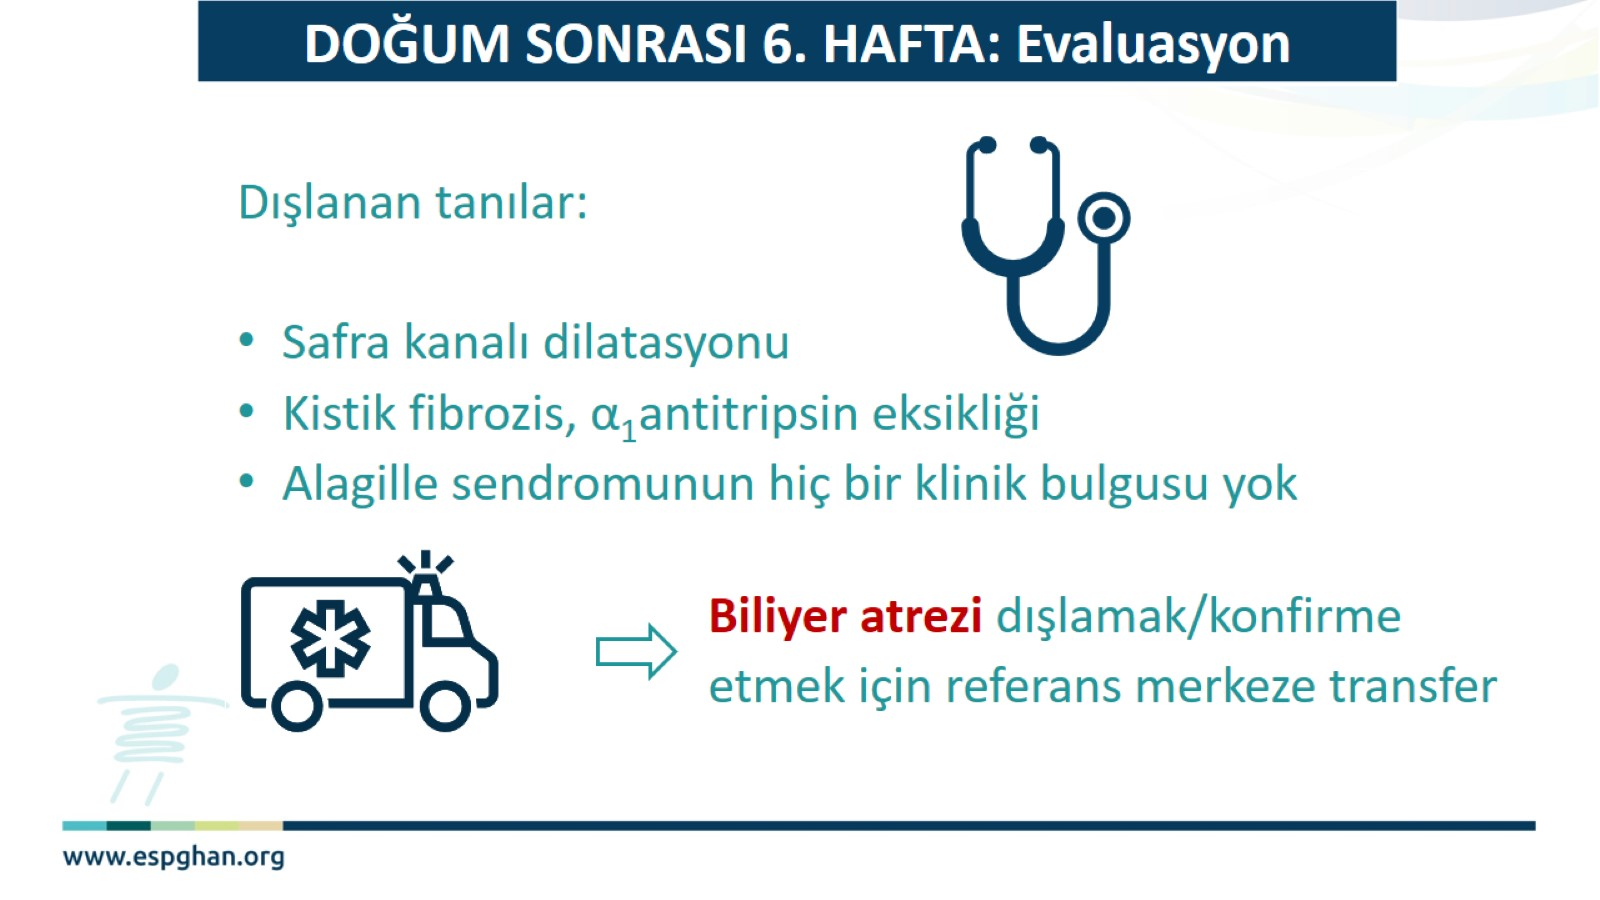 DOĞUM SONRASI 6. HAFTA: Evaluasyon
Dışlanan tanılar:
• Safra kanalı dilatasyonu
• Kistik fibrozis, α₁antitripsin eksikliği
• Alagille sendromunun hiç bir klinik bulgusu yok
Biliyer atrezi dışlamak/konfirme
etmek için referans merkeze transfer
www.espghan.org